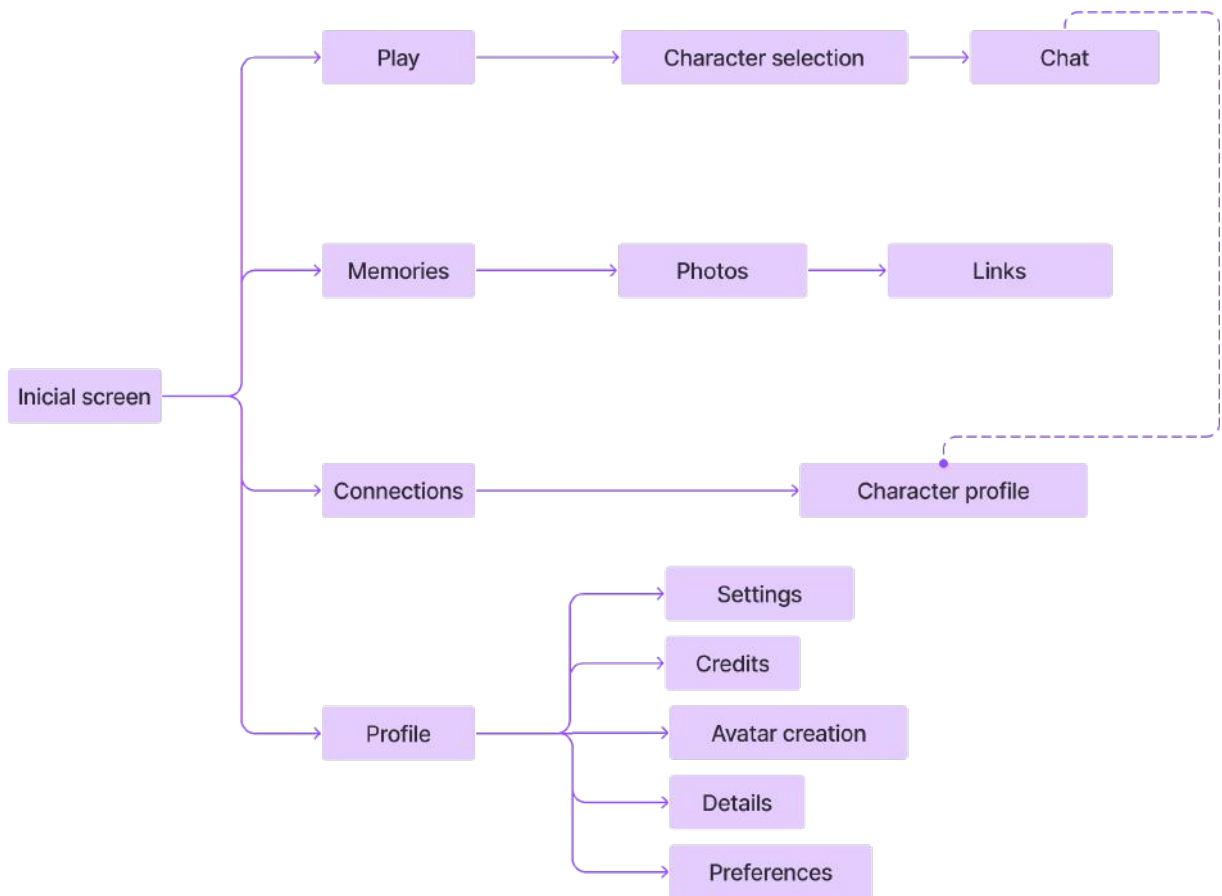 Play
Character selection
Chat
Memories
Photos
Links
Inicial screen
Connections
Character profile
Settings
Credits
Profile
Avatar creation
Details
Preferences